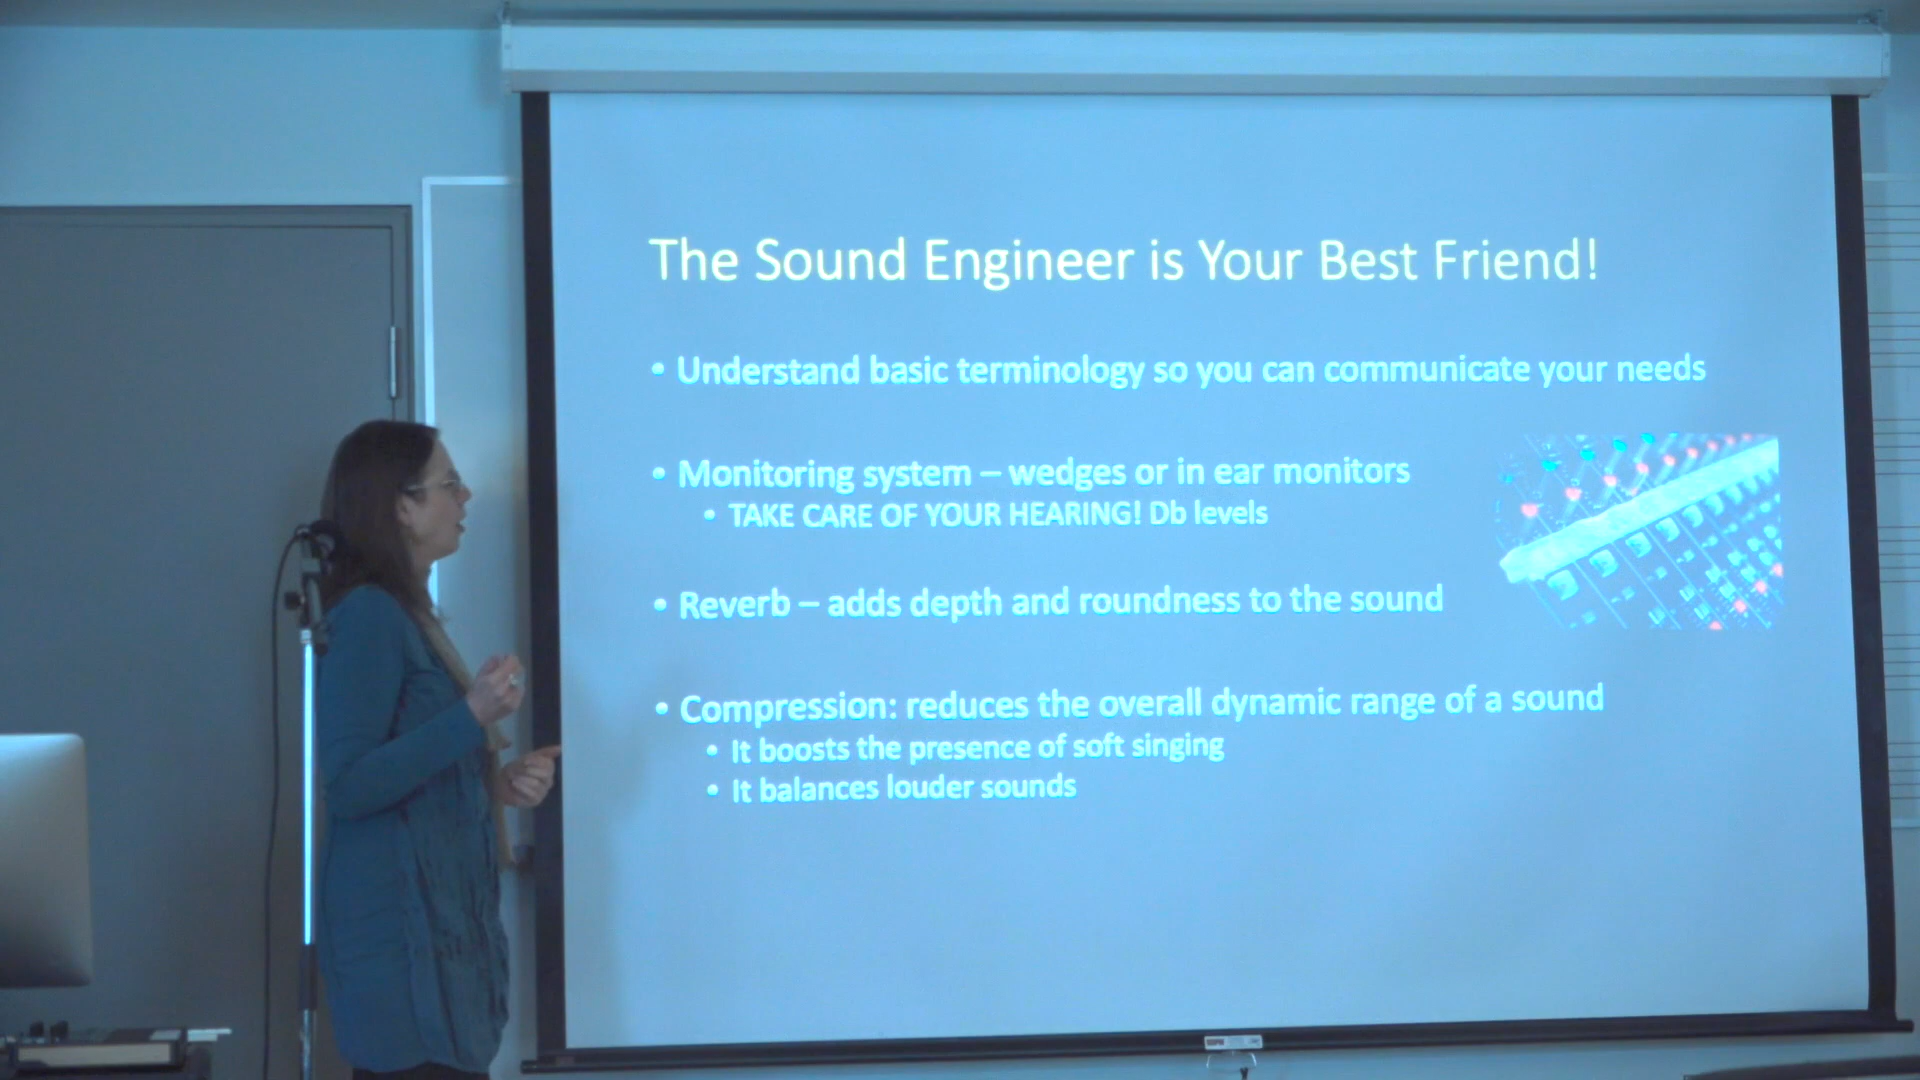 The Sound Engineer is Your Best Friend!
• Understand basic terminology so you can communicate your needs
• Monitoring system – wedges or in ear monitors
• TAKE CARE OF YOUR HEARING! Db levels
• Reverb – adds depth and roundness to the sound
• Compression: reduces the overall dynamic range of a sound
• It boosts the presence of soft singing
• It balances louder sounds